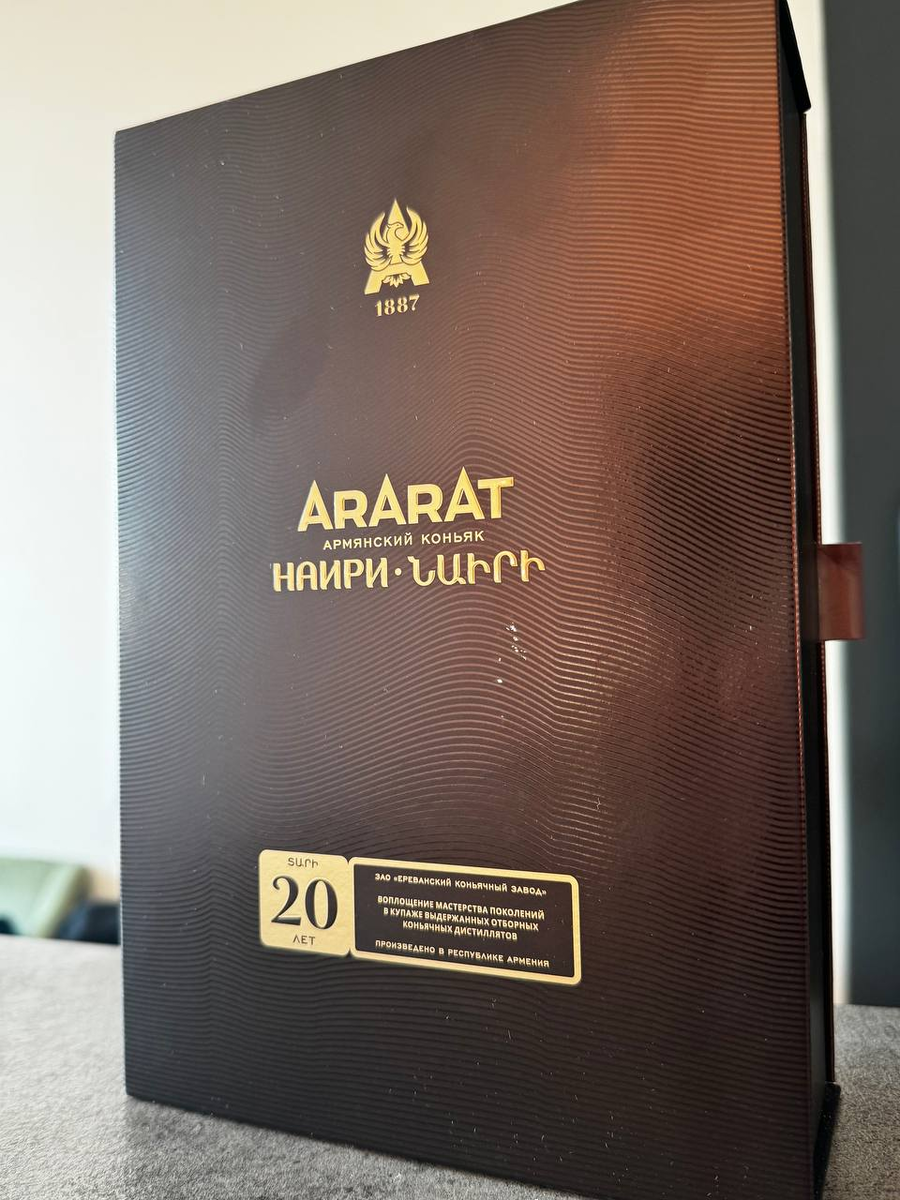 1887
ARARAT
АРМЯНСКИЙ КОНЬЯК
НАИРИ · ՆԱԻՐԻ
ՏԱՐԻ
20
ЛЕТ
ЗАО «ЕРЕВАНСКИЙ КОНЬЯЧНЫЙ ЗАВОД»
ВОПЛОЩЕНИЕ МАСТЕРСТВА ПОКОЛЕНИЙ
В КУПАЖЕ ВЫДЕРЖАННЫХ ОТБОРНЫХ
КОНЬЯЧНЫХ ДИСТИЛЛЯТОВ
ПРОИЗВЕДЕНО В РЕСПУБЛИКЕ АРМЕНИЯ